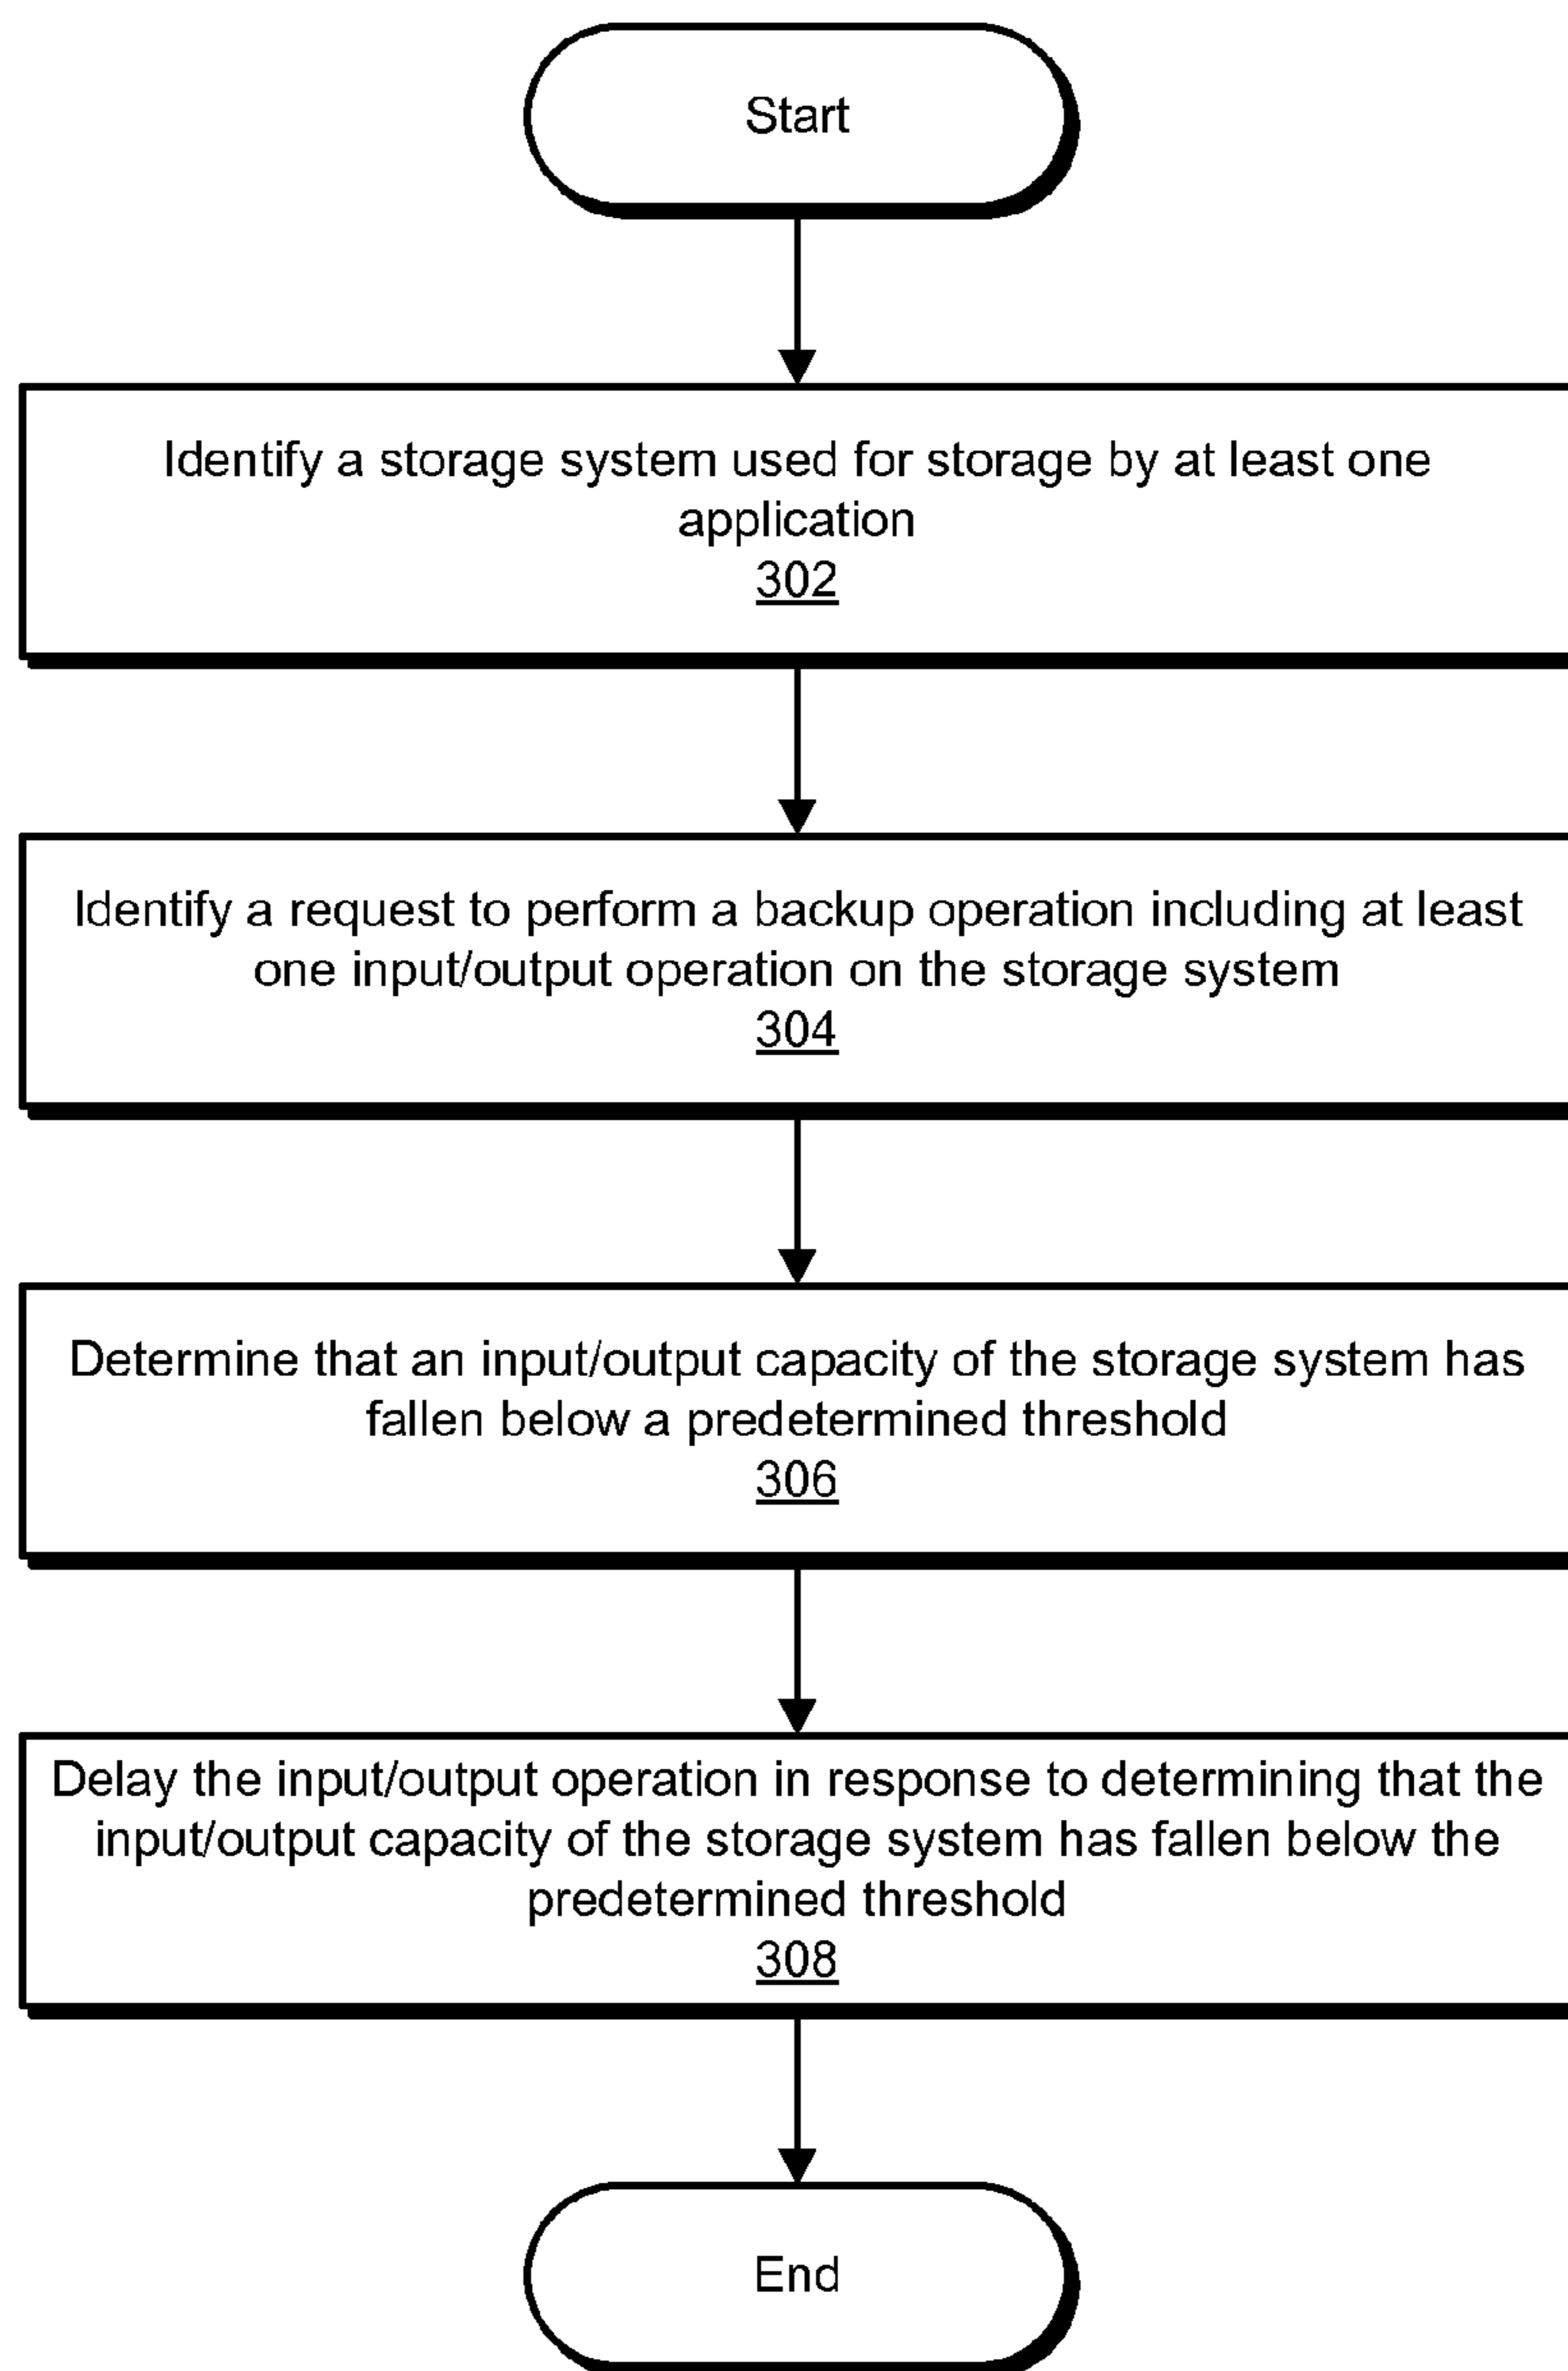 Start
Identify a storage system used for storage by at least one
application
302
Identify a request to perform a backup operation including at least
one input/output operation on the storage system
304
Determine that an input/output capacity of the storage system has
fallen below a predetermined threshold
306
Delay the input/output operation in response to determining that the
input/output capacity of the storage system has fallen below the
predetermined threshold
308
End